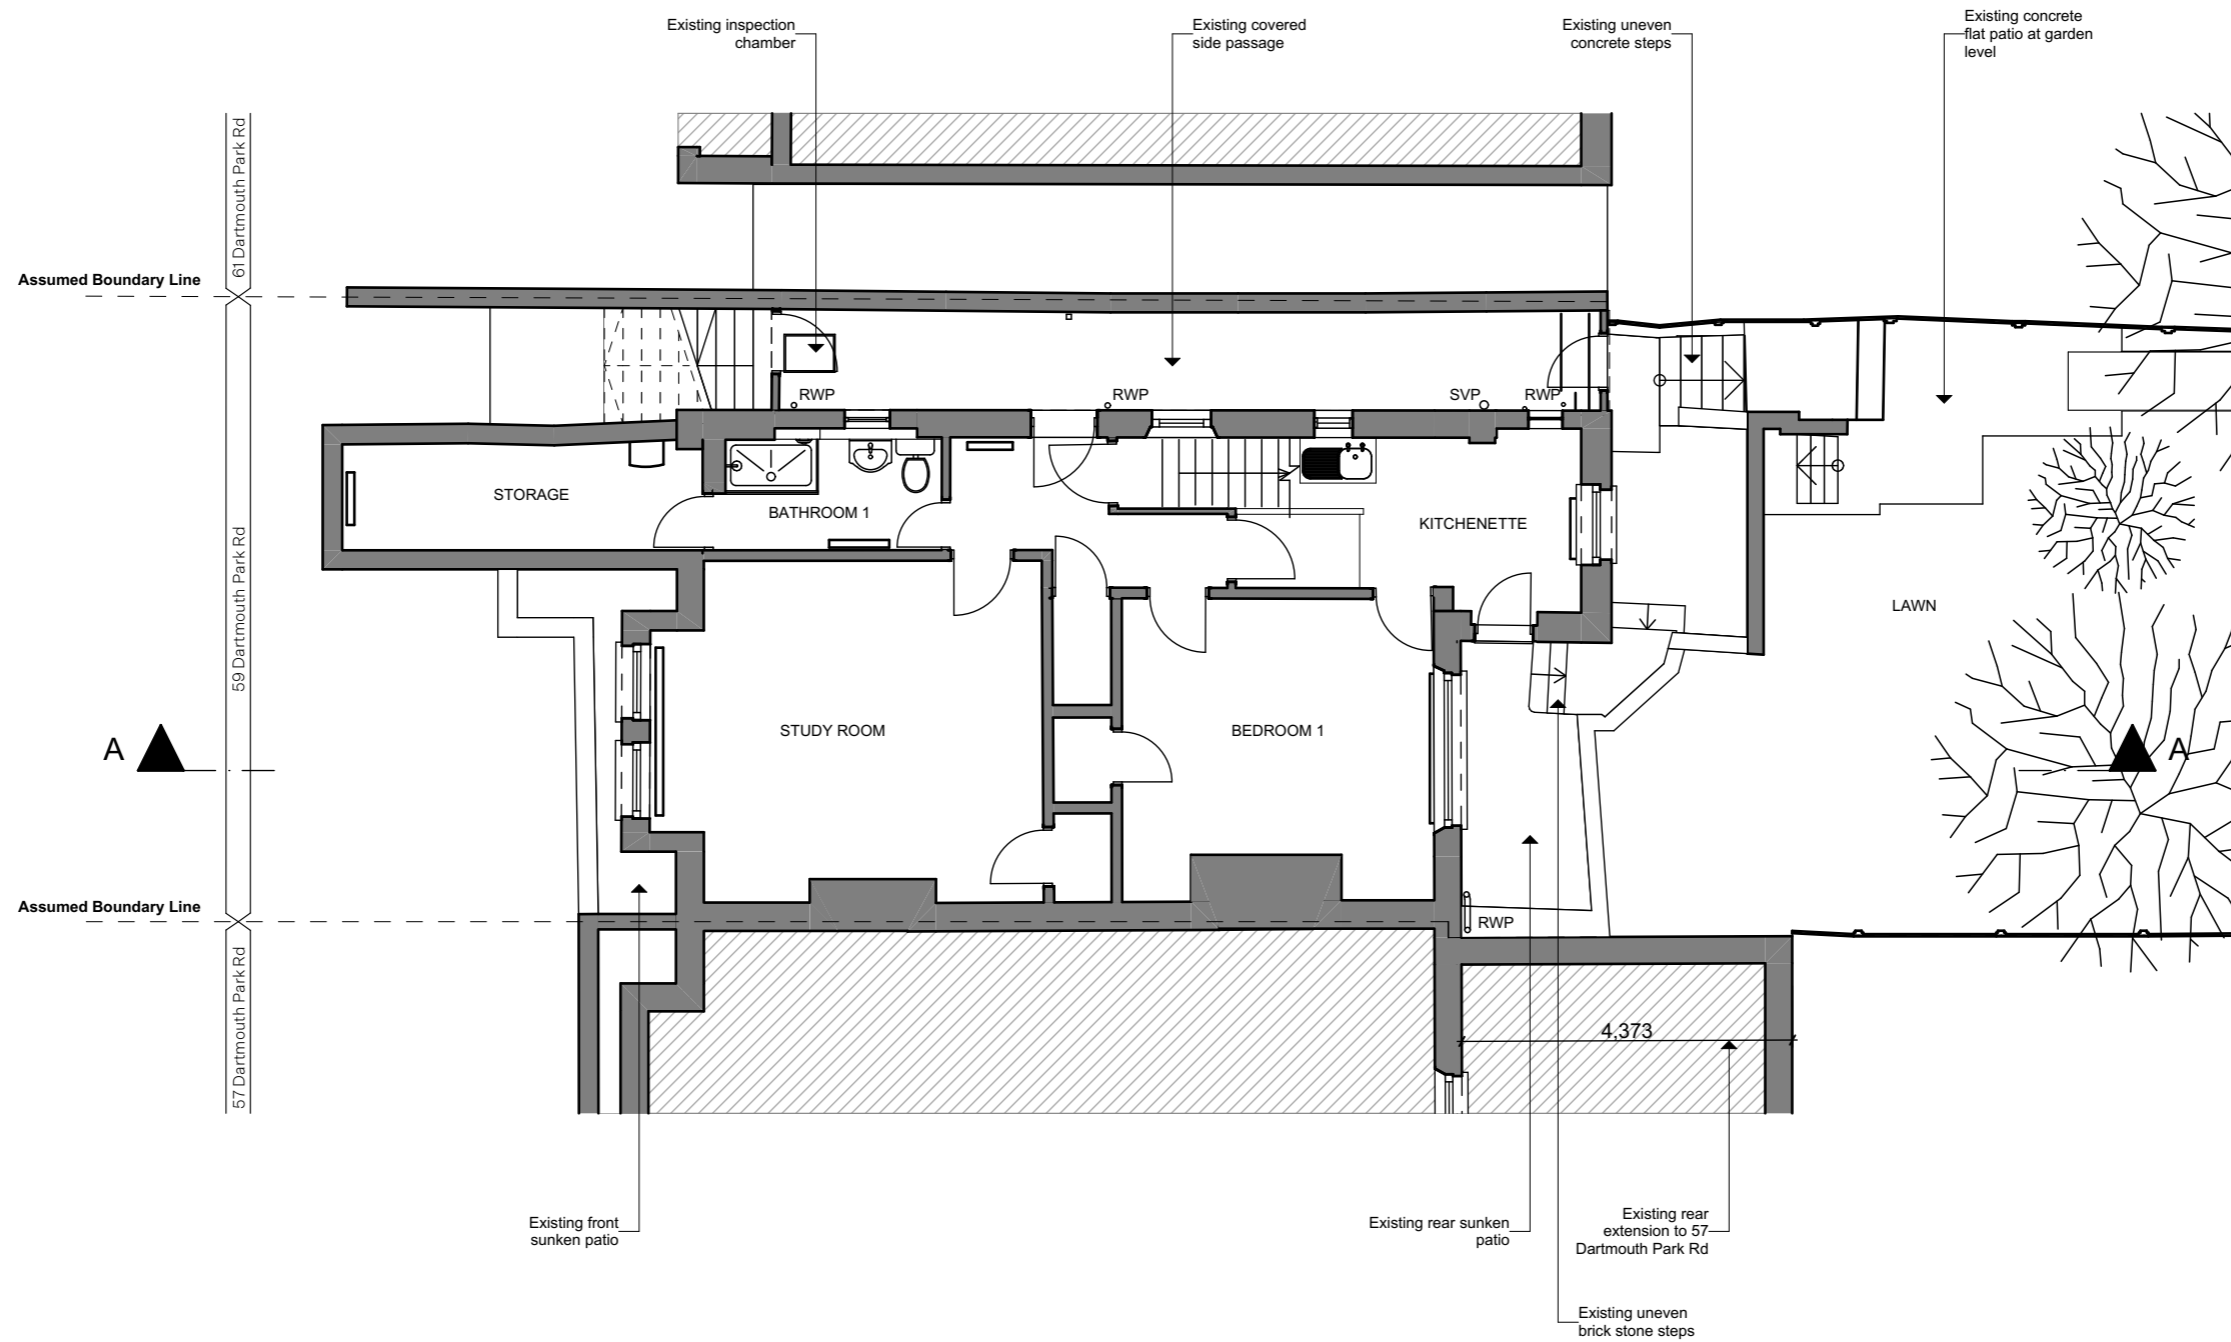 Existing inspection
chamber
Existing covered
side passage
Existing uneven
concrete steps
Existing concrete
flat patio at garden
level
61 Dartmouth Park Rd
Assumed Boundary Line
RWP
RWP
SVP
RWP
STORAGE
BATHROOM 1
KITCHENETTE
59 Dartmouth Park Rd
LAWN
STUDY ROOM
BEDROOM 1
A
A
Assumed Boundary Line
RWP
57 Dartmouth Park Rd
4,373
Existing front
sunken patio
Existing rear sunken
patio
Existing rear
extension to 57
Dartmouth Park Rd
Existing uneven
brick stone steps